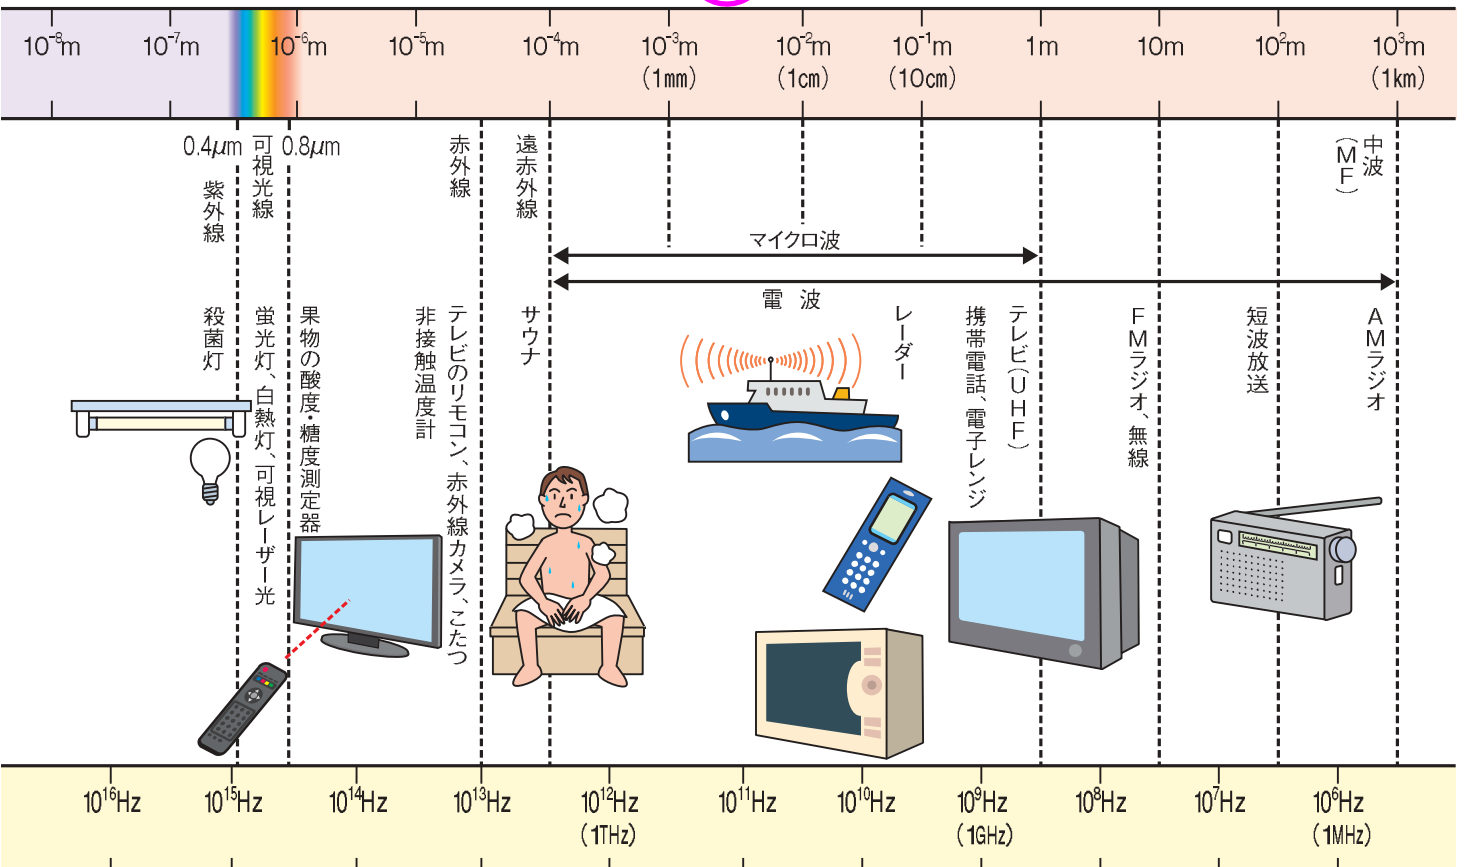 10⁻⁸m 10⁻⁷m 10⁻⁶m 10⁻⁵m 10⁻⁴m 10⁻³m 10⁻²m 10⁻¹m 1m 10m 10²m 10³m
(1mm) (1cm) (10cm) (1km)
0.4μm
可視光線
0.8μm
紫外線
赤外線
遠赤外線
中波
(MF)
マイクロ波
電 波
殺菌灯
蛍光灯、白熱灯、可視レーザー光
果物の酸度・糖度測定器
非接触温度計
テレビのリモコン、赤外線カメラ、こたつ
サウナ
レーダー
携帯電話、電子レンジ
テレビ(UHF)
FMラジオ、無線
短波放送
AMラジオ
10¹⁶Hz 10¹⁵Hz 10¹⁴Hz 10¹³Hz 10¹²Hz 10¹¹Hz 10¹⁰Hz 10⁹Hz 10⁸Hz 10⁷Hz 10⁶Hz
(1THz) (1GHz) (1MHz)